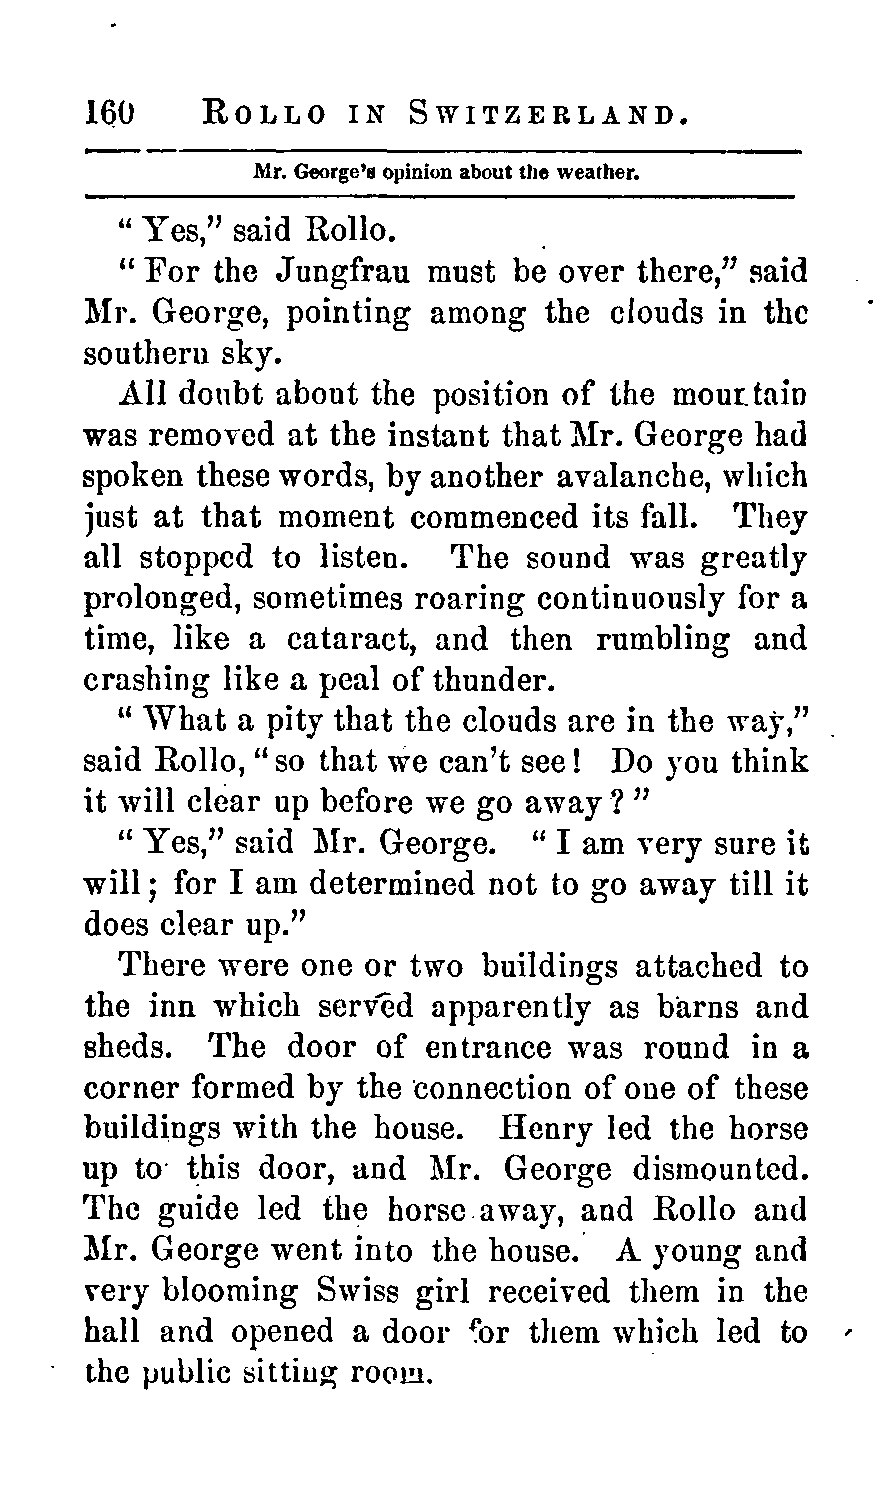 160 ROLLO IN SWITZERLAND.
Mr. George's opinion about the weather.
"Yes," said Rollo.
"For the Jungfrau must be over there," said
Mr. George, pointing among the clouds in the
southern sky.
All doubt about the position of the mountain
was removed at the instant that Mr. George had
spoken these words, by another avalanche, which
just at that moment commenced its fall. They
all stopped to listen. The sound was greatly
prolonged, sometimes roaring continuously for a
time, like a cataract, and then rumbling and
crashing like a peal of thunder.
"What a pity that the clouds are in the way,"
said Rollo, "so that we can't see! Do you think
it will clear up before we go away?"
"Yes," said Mr. George. "I am very sure it
will; for I am determined not to go away till it
does clear up."
There were one or two buildings attached to
the inn which served apparently as barns and
sheds. The door of entrance was round in a
corner formed by the connection of one of these
buildings with the house. Henry led the horse
up to this door, and Mr. George dismounted.
The guide led the horse away, and Rollo and
Mr. George went into the house. A young and
very blooming Swiss girl received them in the
hall and opened a door for them which led to
the public sitting room.